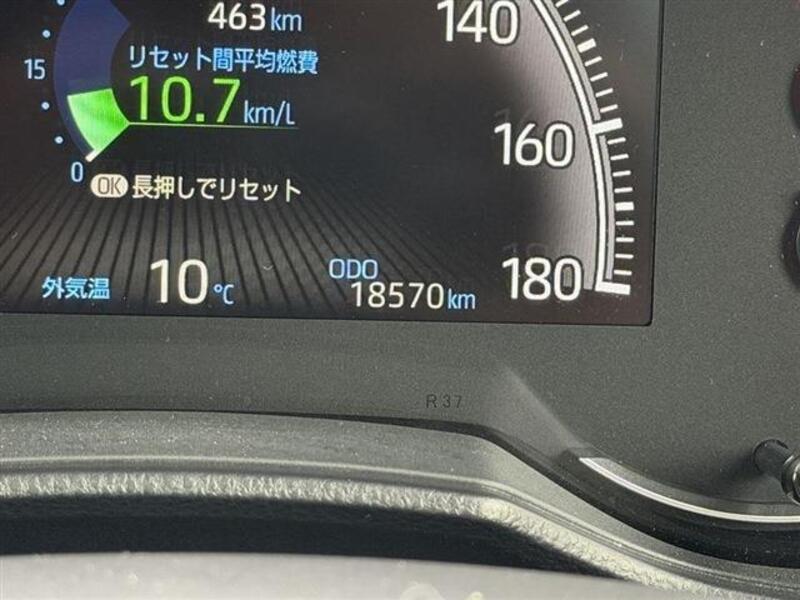 463km
140
リセット間平均燃費
15
10.7km/L
160
0
OK 長押しでリセット
外気温 10℃
ODO
18570km
180
R37